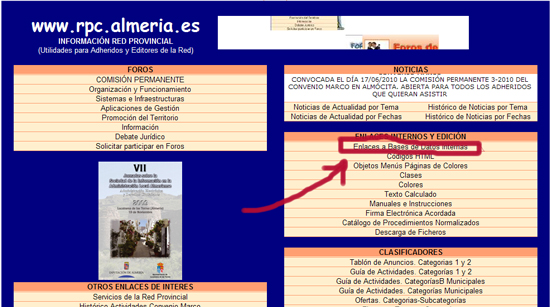 www.rpc.almeria.es
INFORMACIÓN RED PROVINCIAL
(Utilidades para Adheridos y Editores de la Red)
Foros de
FOROS
COMISIÓN PERMANENTE
Organización y Funcionamiento
Sistemas e Infraestructuras
Aplicaciones de Gestión
Promoción del Territorio
Información
Debate Jurídico
Solicitar participar en Foros
VII
OTROS ENLACES DE INTERES
Servicios de la Red Provincial
Histórico Actividades Convenio Marco
NOTICIAS
CONVOCADA EL DÍA 17/06/2010 LA COMISIÓN PERMANENTE 3-2010 DEL
CONVENIO MARCO EN ALMÓCITA. ABIERTA PARA TODOS LOS ADHERIDOS
QUE QUIERAN ASISTIR
Noticias de Actualidad por Tema
Histórico de Noticias por Tema
Noticias de Actualidad por Fechas
Histórico de Noticias por Fechas
ENLACES INTERNOS Y EDICIÓN
Enlaces a Bases de Datos Internas
Códigos HTML
Objetos Menús Páginas de Colores
Clases
Colores
Texto Calculado
Manuales e Instrucciones
Firma Electrónica Acordada
Catálogo de Procedimientos Normalizados
Descarga de Ficheros
CLASIFICADORES
Tablón de Anuncios. Categorias 1 y 2
Guía de Actividades. Categorías 1 y 2
Guía de Actividades. CategoríasB Municipales
Guía de Actividades. Categorías Municipales
Ofertas. Categorias-Subcategorías